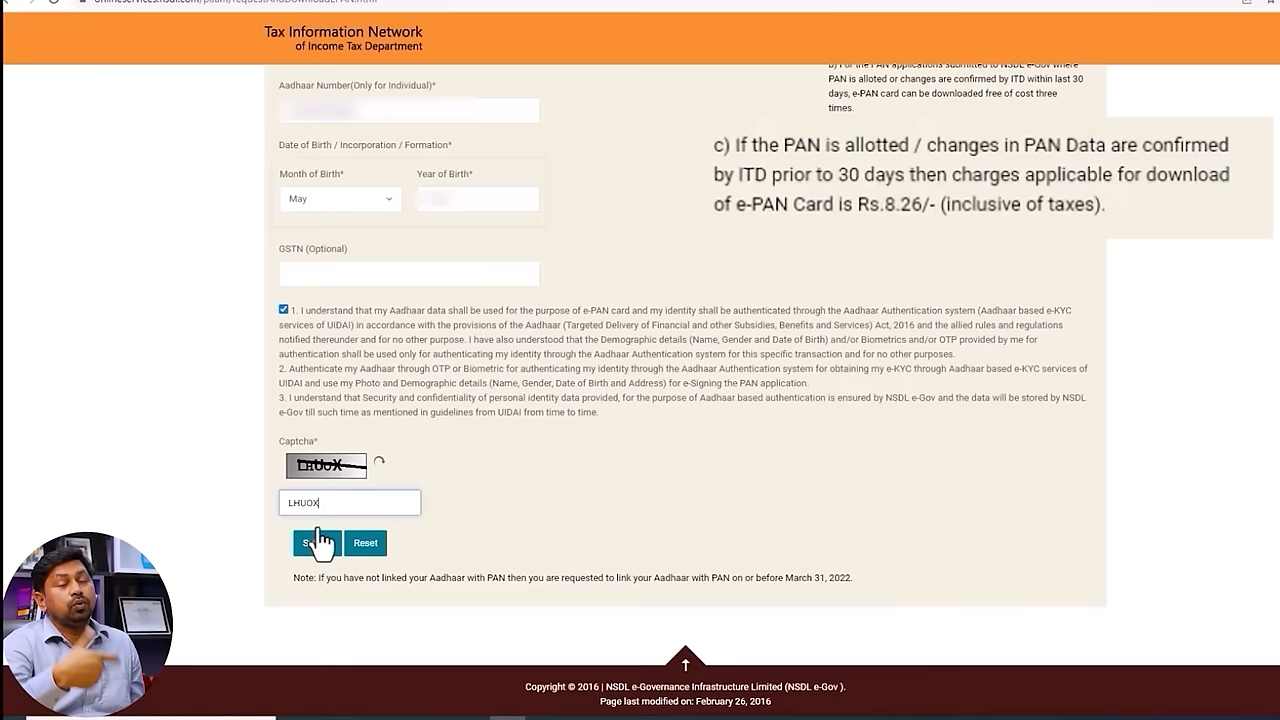 Tax Information Network
of Income Tax Department
Aadhaar Number(Only for Individual)*
PAN is alloted or changes are confirmed by ITD within last 30
days, e-PAN card can be downloaded free of cost three
times.
c) If the PAN is allotted / changes in PAN Data are confirmed
by ITD prior to 30 days then charges applicable for download
of e-PAN Card is Rs.8.26/- (inclusive of taxes).
Date of Birth / Incorporation / Formation*
Month of Birth* Year of Birth*
May
GSTN (Optional)
1. I understand that my Aadhaar data shall be used for the purpose of e-PAN card and my identity shall be authenticated through the Aadhaar Authentication system (Aadhaar based e-KYC
services of UIDAI) in accordance with the provisions of the Aadhaar (Targeted Delivery of Financial and other Subsidies, Benefits and Services) Act, 2016 and the allied rules and regulations
notified thereunder and for no other purpose. I have also understood that the Demographic details (Name, Gender and Date of Birth) and/or Biometrics and/or OTP provided by me for
authentication shall be used only for authenticating my identity through the Aadhaar Authentication system for this specific transaction and for no other purposes.
2. Authenticate my Aadhaar through OTP or Biometric for authenticating my identity through the Aadhaar Authentication system for obtaining my e-KYC through Aadhaar based e-KYC services of
UIDAI and use my Photo and Demographic details (Name, Gender, Date of Birth and Address) for e-Signing the PAN application.
3. I understand that Security and confidentiality of personal identity data provided, for the purpose of Aadhaar based authentication is ensured by NSDL e-Gov and the data will be stored by NSDL
e-Gov till such time as mentioned in guidelines from UIDAI from time to time.
Captcha*
LHUOX
Reset
Note: If you have not linked your Aadhaar with PAN then you are requested to link your Aadhaar with PAN on or before March 31, 2022.
Copyright © 2016 | NSDL e-Governance Infrastructure Limited (NSDL e-Gov ).
Page last modified on: February 26, 2016